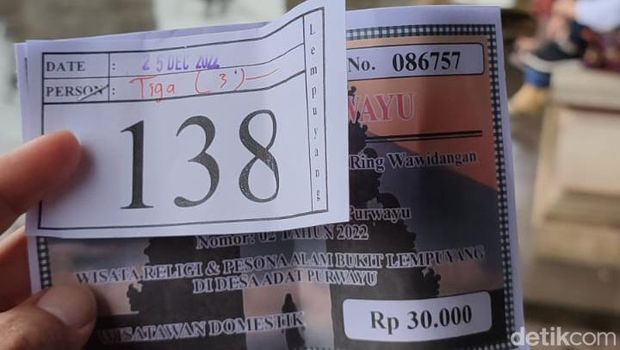 DATE : 25 DEC 2022
PERSON : Tiga (3)
138
Lempuyang
No. 086757
WAYU
Ring Wawidangan
Purwayu
Nomor: 02 TAHUN 2022
WISATA RELIGI & PESONA ALAM BUKIT LEMPUYANG
DI DESA ADAT PURWAYU
WISATAWAN DOMESTIK
Rp 30.000
detikcom